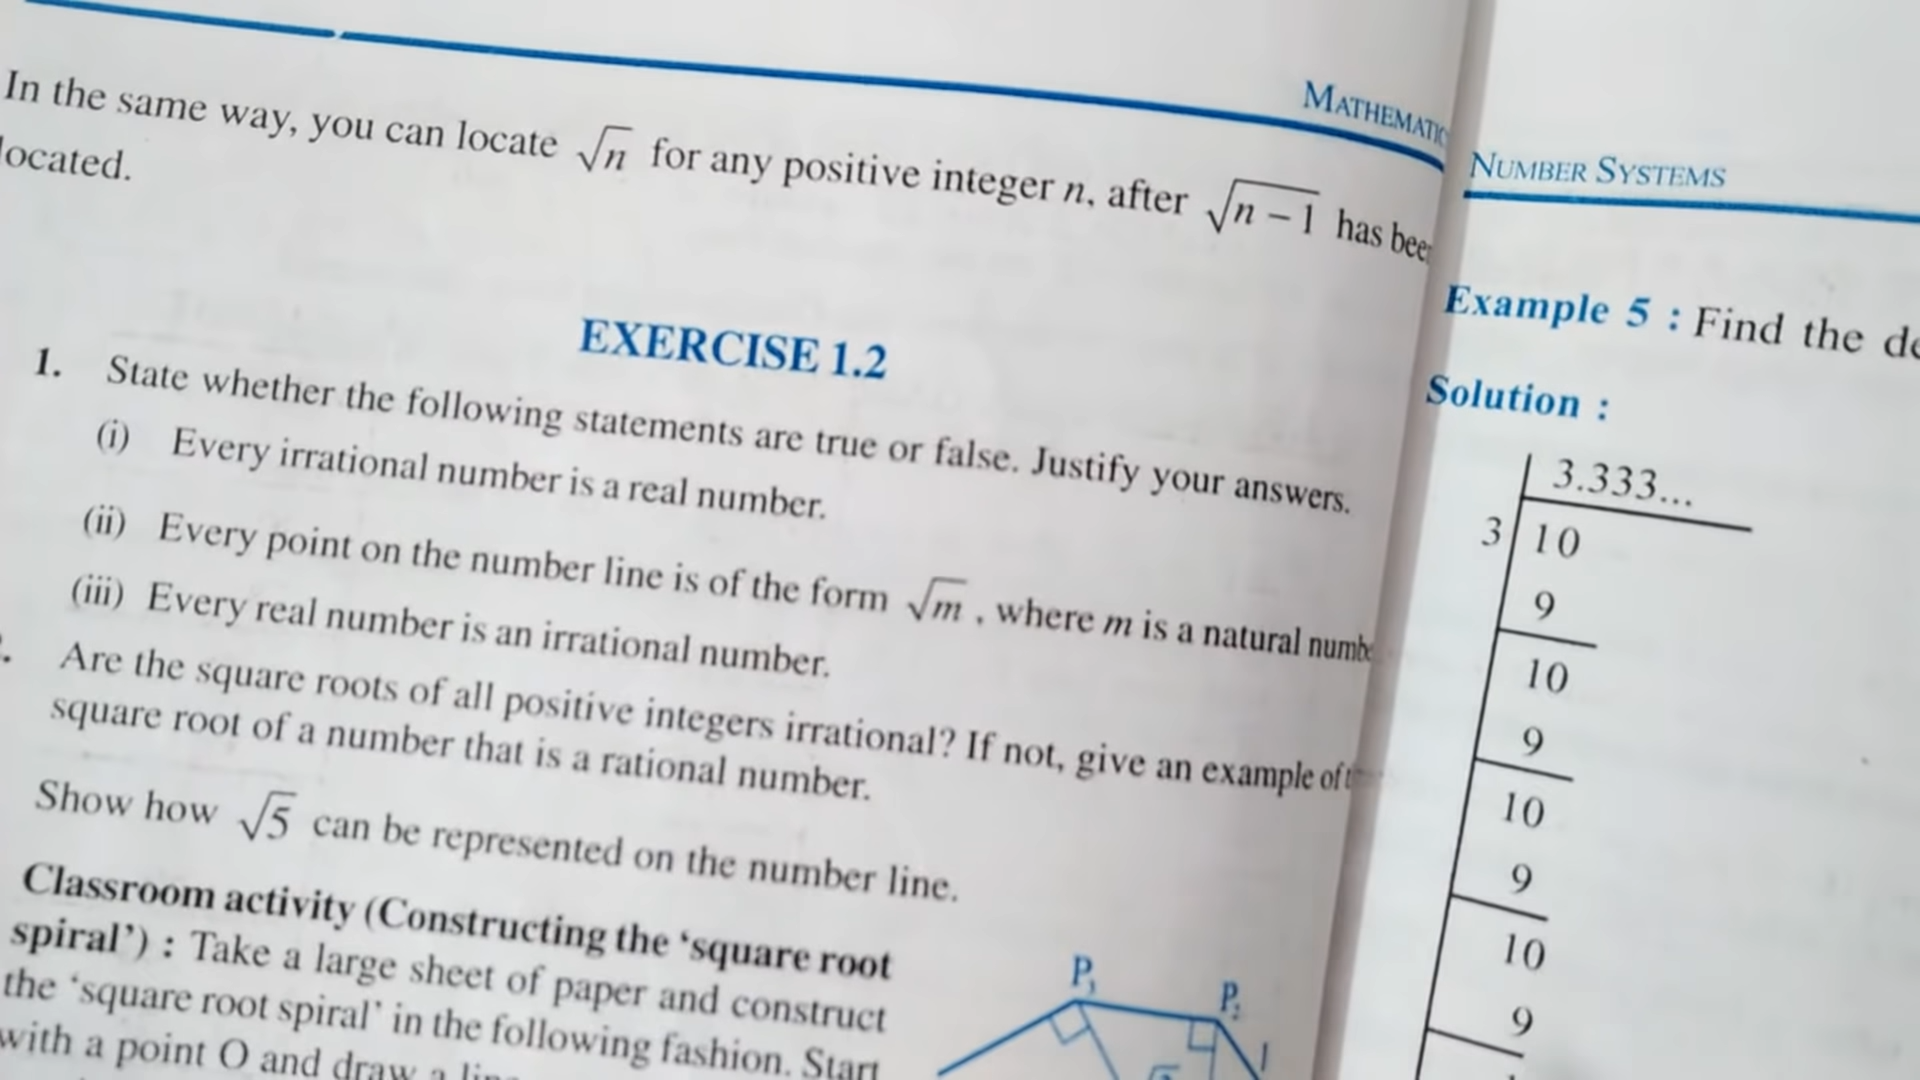 MATHEMATIC
In the same way, you can locate √n for any positive integer n, after √n – 1 has been
located.
EXERCISE 1.2
1. State whether the following statements are true or false. Justify your answers.
(i) Every irrational number is a real number.
(ii) Every point on the number line is of the form √m , where m is a natural numbe
(iii) Every real number is an irrational number.
Are the square roots of all positive integers irrational? If not, give an example of
square root of a number that is a rational number.
Show how √5 can be represented on the number line.
Classroom activity (Constructing the ‘square root
spiral’) : Take a large sheet of paper and construct
the ‘square root spiral’ in the following fashion. Start
with a point O and draw a
P₃
P₂
1
NUMBER SYSTEMS
Example 5 : Find the de
Solution :
3.333...
3 10
9
10
9
10
9
10
9